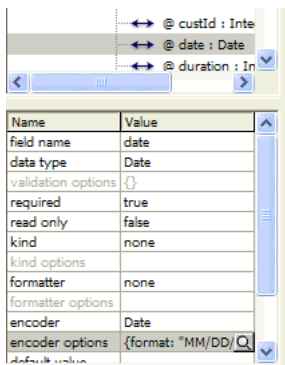 @ custId : Inte
@ date : Date
@ duration : In
Name Value
field name date
data type Date
validation options {}
required true
read only false
kind none
kind options
formatter none
formatter options
encoder Date
encoder options {format: "MM/DD/
default value